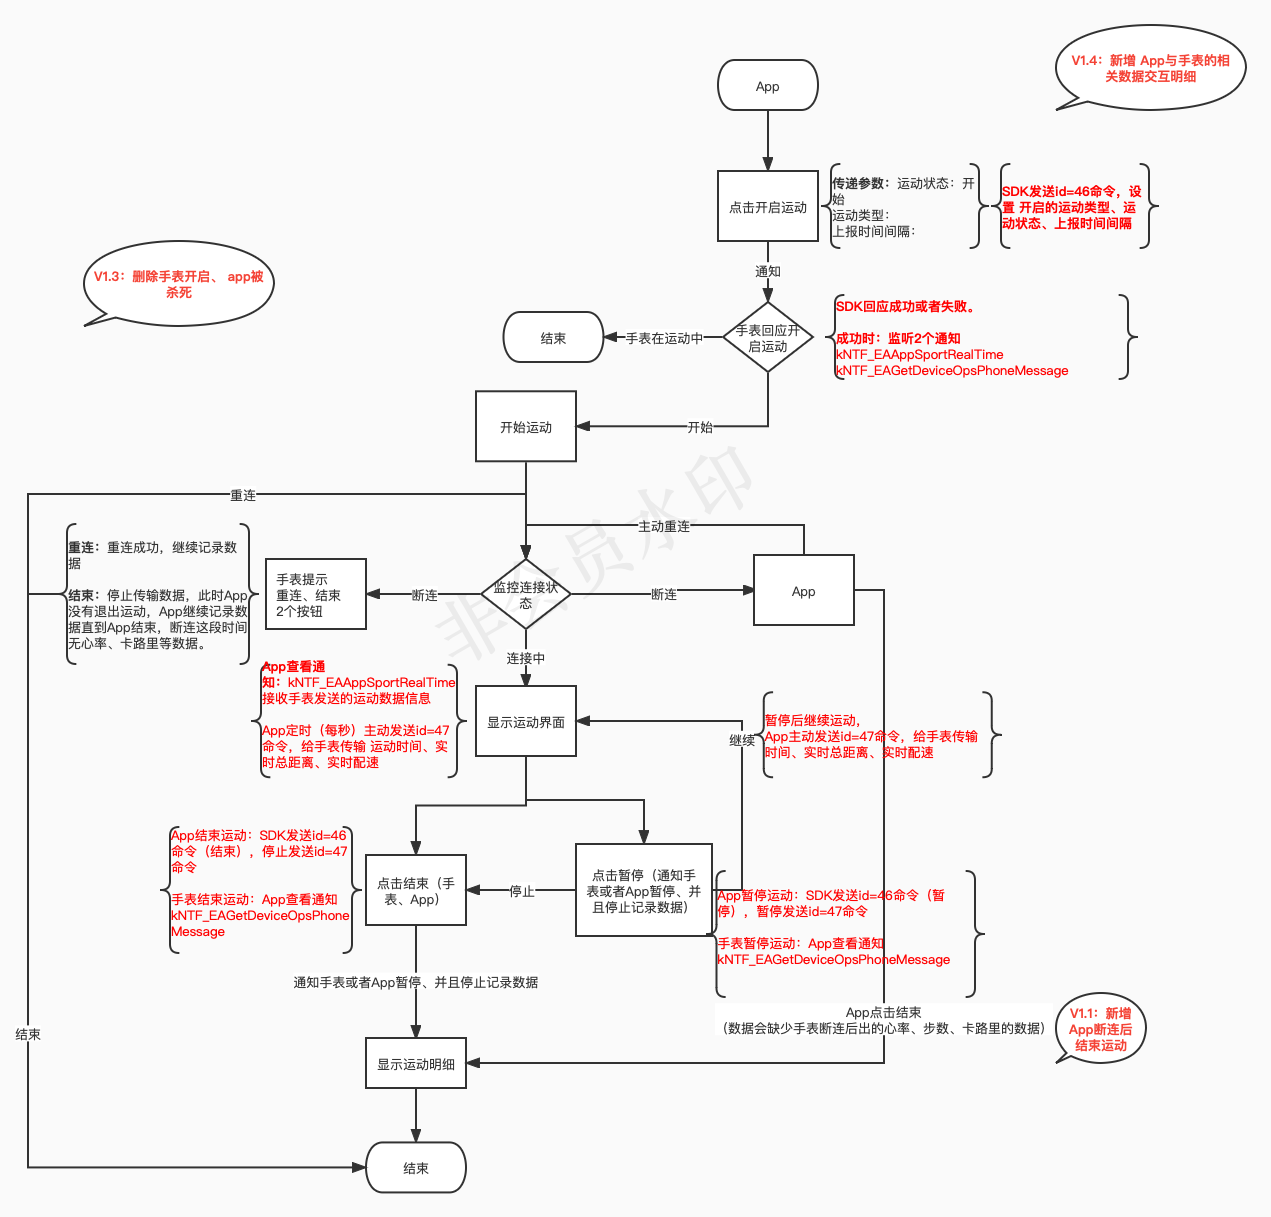 V1.4：新增 App与手表的相
关数据交互明细
App
点击开启运动
传递参数：运动状态：开
始
运动类型：
上报时间间隔：
SDK发送id=46命令，设
置 开启的运动类型、运
动状态、上报时间间隔
V1.3：删除手表开启、 app被
杀死
通知
手表回应开
启运动
手表在运动中
结束
SDK回应成功或者失败。
成功时：监听2个通知
kNTF_EAAppSportRealTime
kNTF_EAGetDeviceOpsPhoneMessage
开始运动
开始
重连
主动重连
重连：重连成功，继续记录数
据
结束：停止传输数据，此时App
没有退出运动，App继续记录数
据直到App结束，断连这段时间
无心率、卡路里等数据。
手表提示
重连、结束
2个按钮
断连
监控连接状
态
断连
App
连接中
App查看通
知：kNTF_EAAppSportRealTime
接收手表发送的运动数据信息
App定时（每秒）主动发送id=47
命令，给手表传输 运动时间、实
时总距离、实时配速
显示运动界面
继续
暂停后继续运动，
App主动发送id=47命令，给手表传输
时间、实时总距离、实时配速
App结束运动：SDK发送id=46
命令（结束），停止发送id=47
命令
手表结束运动：App查看通知
kNTF_EAGetDeviceOpsPhone
Message
点击结束（手
表、App）
停止
点击暂停（通知手
表或者App暂停、并
且停止记录数据）
App暂停运动：SDK发送id=46命令（暂
停），暂停发送id=47命令
手表暂停运动：App查看通知
kNTF_EAGetDeviceOpsPhoneMessage
通知手表或者App暂停、并且停止记录数据
App点击结束
（数据会缺少手表断连后出的心率、步数、卡路里的数据）
V1.1：新增
App断连后
结束运动
结束
显示运动明细
结束
非会员水印